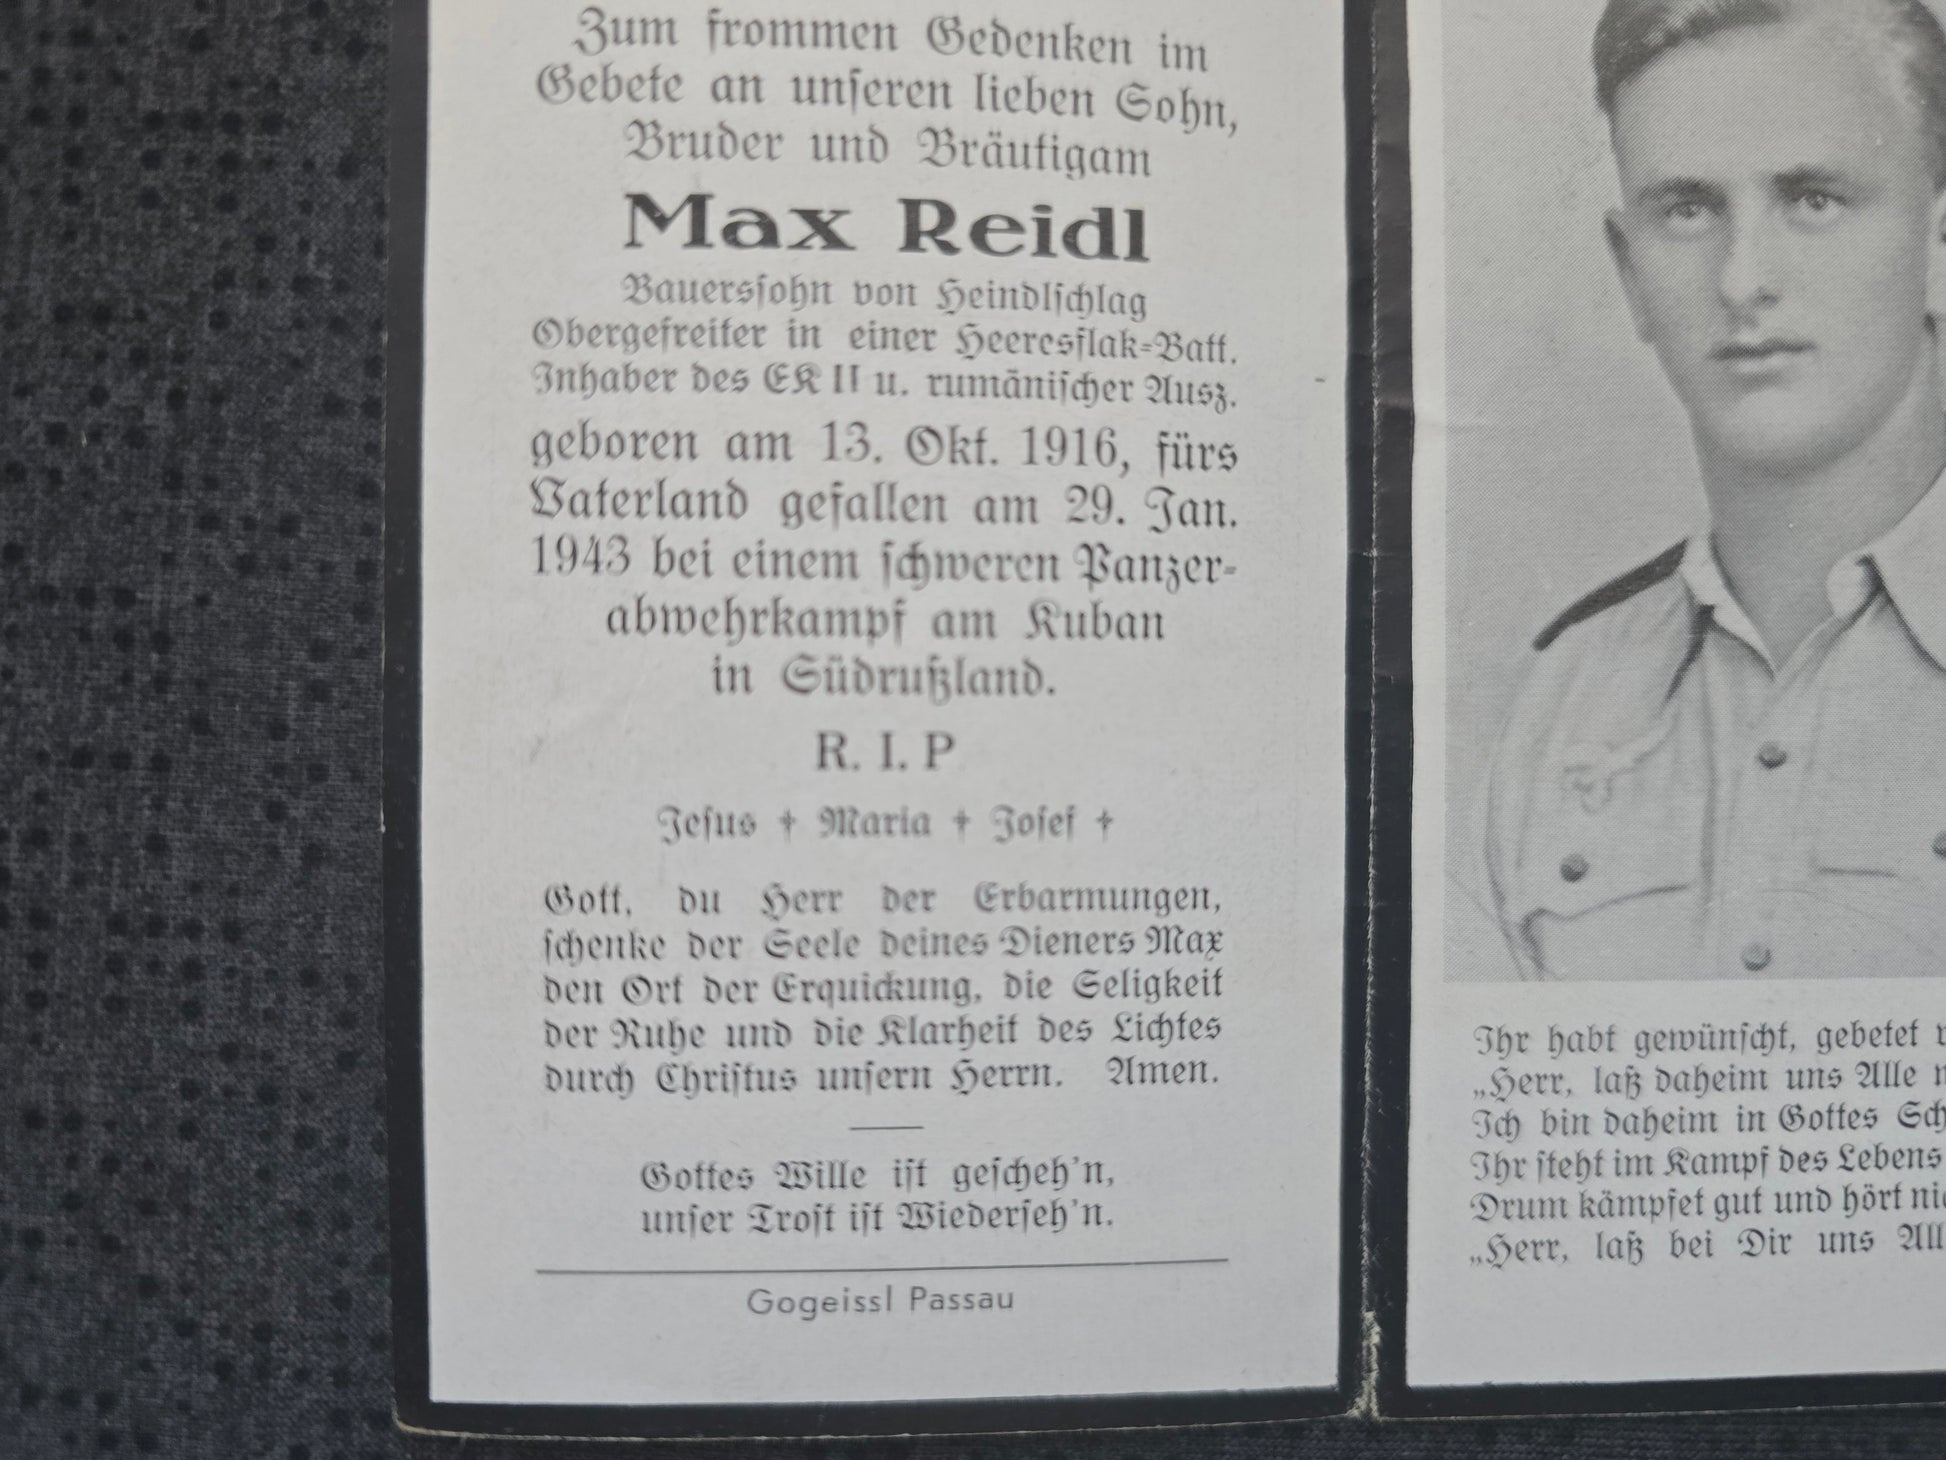 Zum frommen Gedenken im
Gebete an unseren lieben Sohn,
Bruder und Bräutigam
Max Reidl
Bauerssohn von Heindlschlag
Obergefreiter in einer Heeresflak-Batt.
Inhaber des EK II u. rumänischer Ausz.
geboren am 13. Okt. 1916, fürs
Vaterland gefallen am 29. Jan.
1943 bei einem schweren Panzer-
abwehrkampf am Kuban
in Südrußland.
R. I. P
Jesus † Maria † Josef †
Gott, du Herr der Erbarmungen,
schenke der Seele deines Dieners Max
den Ort der Erquickung, die Seligkeit
der Ruhe und die Klarheit des Lichtes
durch Christus unsern Herrn. Amen.
Gottes Wille ist gescheh'n,
unser Trost ist Wiederseh'n.
Gogeissl Passau
Ihr habt gewünscht, gebetet
„Herr, laß daheim uns Alle
Ich bin daheim in Gottes
Ihr steht im Kampf des Lebens
Drum kämpfet gut und hört
„Herr, laß bei Dir uns